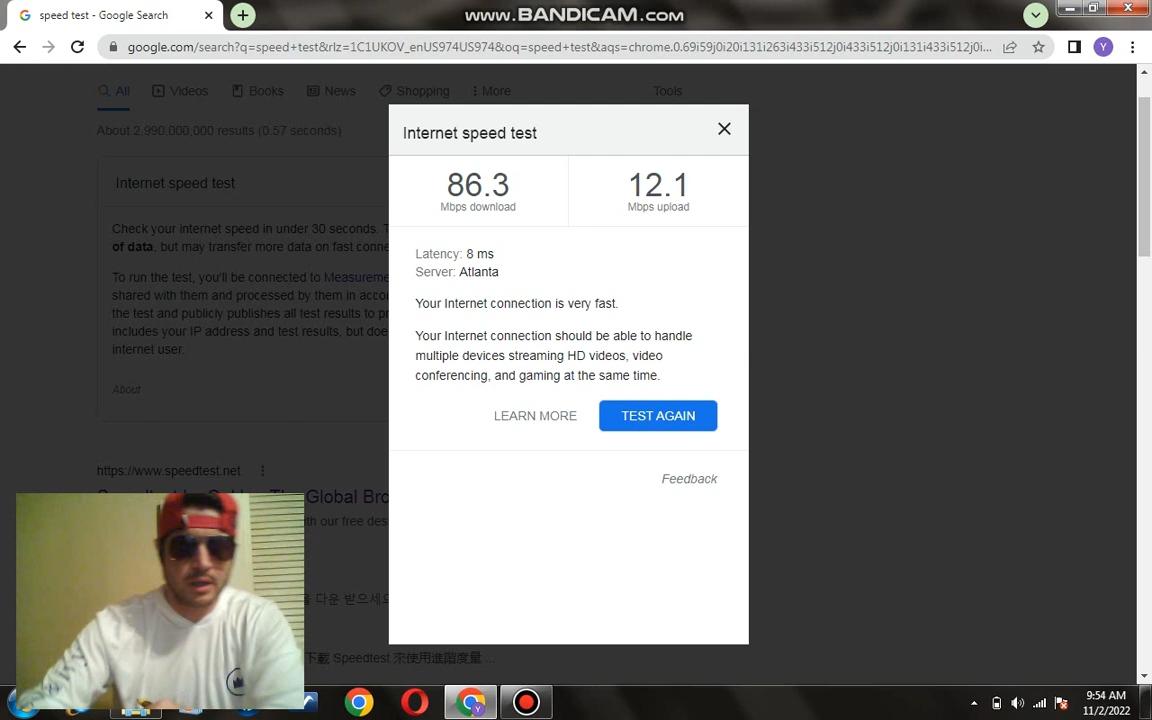 speed test - Google Search
www.BANDICAM.com
google.com/search?q=speed+test&rlz=1C1UKOV_enUS974US974&oq=speed+test&aqs=chrome.0.69i59j0i20i131i263i433i512j0i433i512j0i131i433i512j0i...
Y
All Videos Books News Shopping More Tools
About 2,990,000,000 results (0.57 seconds)
Internet speed test
Check your internet speed in under 30 seconds.
of data, but may transfer more data on fast
To run the test, you'll be connected to
shared with them and processed by them in
the test and publicly publishes all test results to
includes your IP address and test results, but
internet user.
About
https://www.speedtest.net
The Global
with our free
다운 받으세요
下載 Speedtest 來使用進階度量 ...
Internet speed test
86.3 12.1
Mbps download Mbps upload
Latency: 8 ms
Server: Atlanta
Your Internet connection is very fast.
Your Internet connection should be able to handle
multiple devices streaming HD videos, video
conferencing, and gaming at the same time.
LEARN MORE TEST AGAIN
Feedback
9:54 AM
11/2/2022